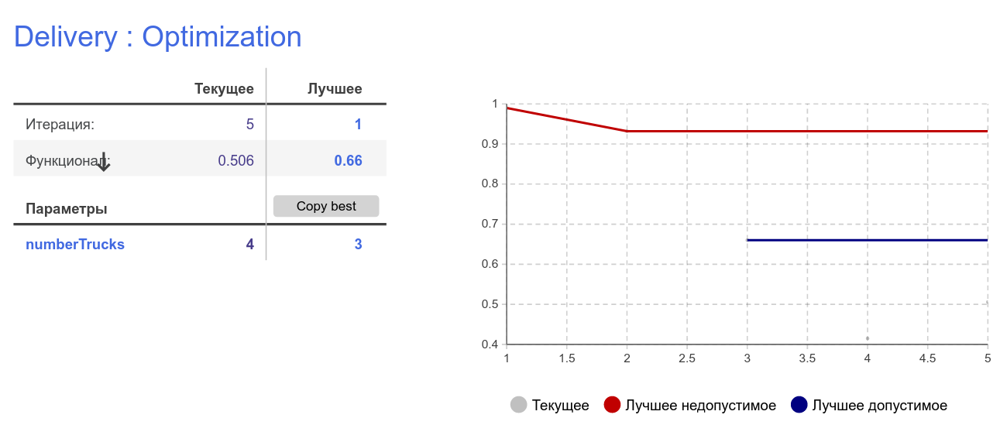 Delivery : Optimization
Текущее Лучшее
Итерация: 5 1
Функционал: 0.506 0.66
Параметры Copy best
numberTrucks 4 3
1
0.9
0.8
0.7
0.6
0.5
0.4
1 1.5 2 2.5 3 3.5 4 4.5 5
Текущее Лучшее недопустимое Лучшее допустимое